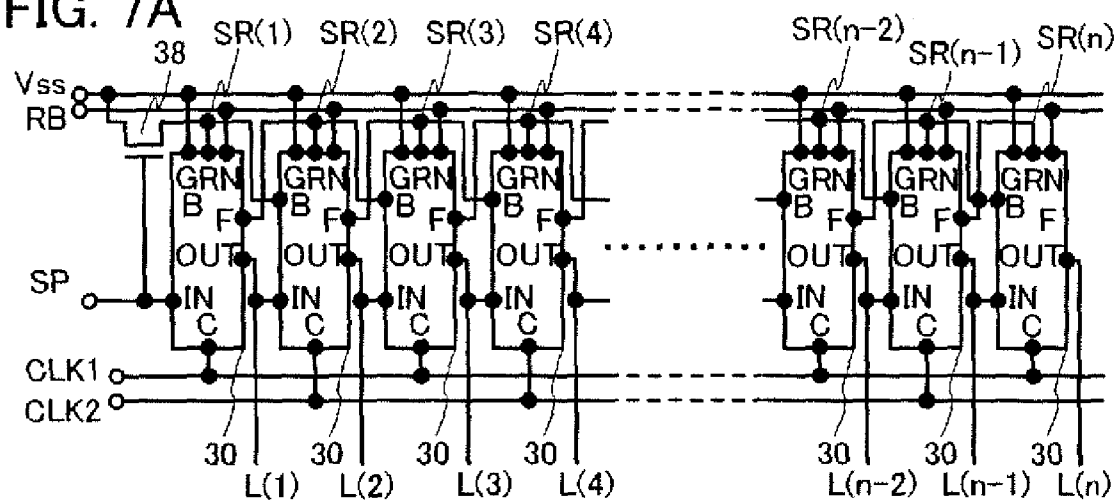 FIG. 7A
38 SR(1) SR(2) SR(3) SR(4) SR(n-2) SR(n-1) SR(n)
Vss
RB
GRN GRN GRN GRN GRN GRN GRN
B B B B B B B
F F F F F F F
OUT OUT OUT OUT OUT OUT OUT
SP IN IN IN IN IN IN IN
C C C C C C C
CLK1
CLK2
30 30 30 30 30 30 30
L(1) L(2) L(3) L(4) L(n-2) L(n-1) L(n)